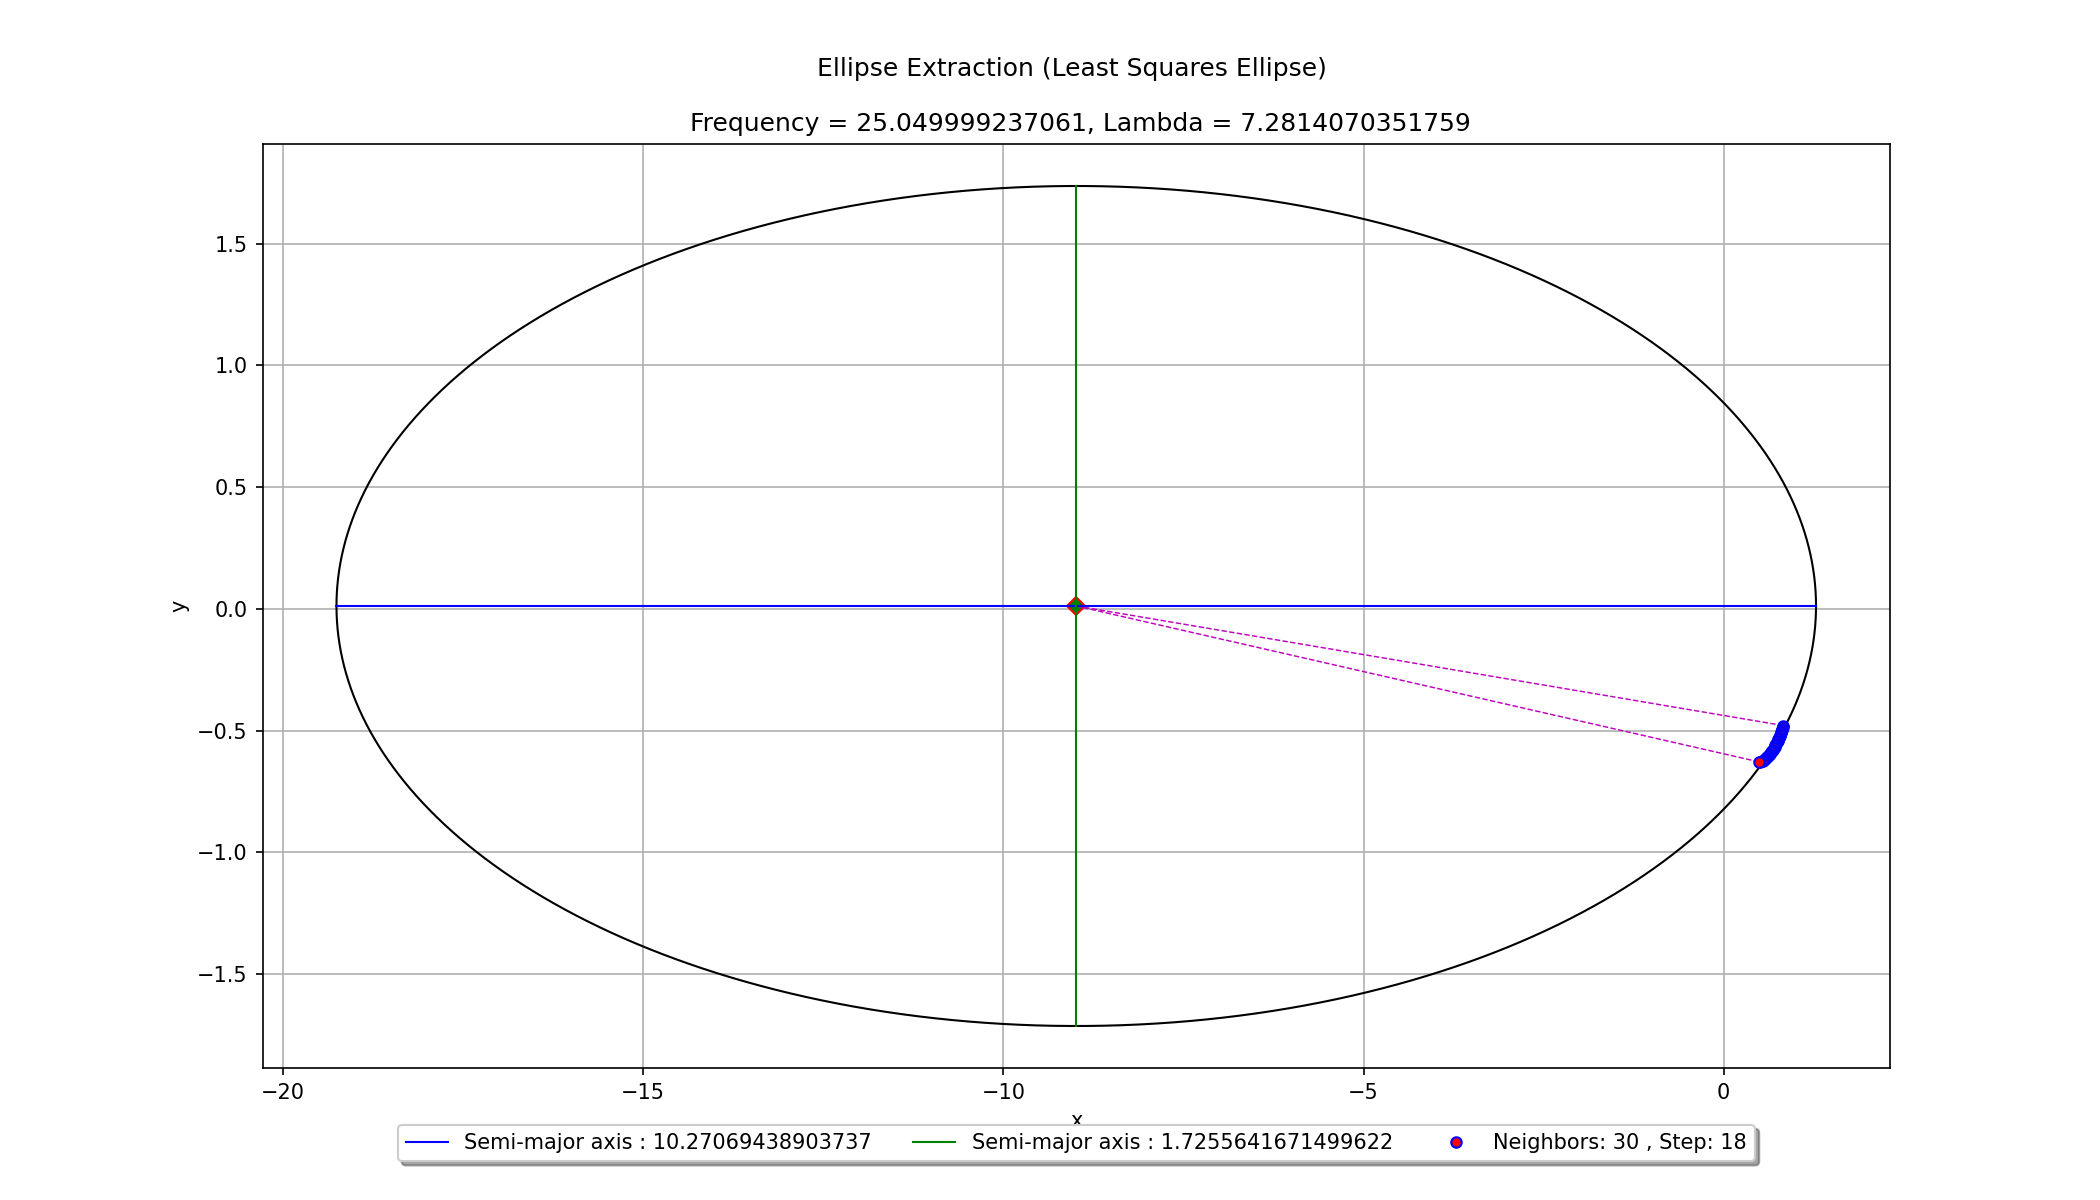 Ellipse Extraction (Least Squares Ellipse)
Frequency = 25.049999237061, Lambda = 7.2814070351759
1.5
1.0
0.5
0.0
−0.5
−1.0
−1.5
y
−20 −15 −10 −5 0
x
Semi-major axis : 10.27069438903737 Semi-major axis : 1.7255641671499622 Neighbors: 30 , Step: 18